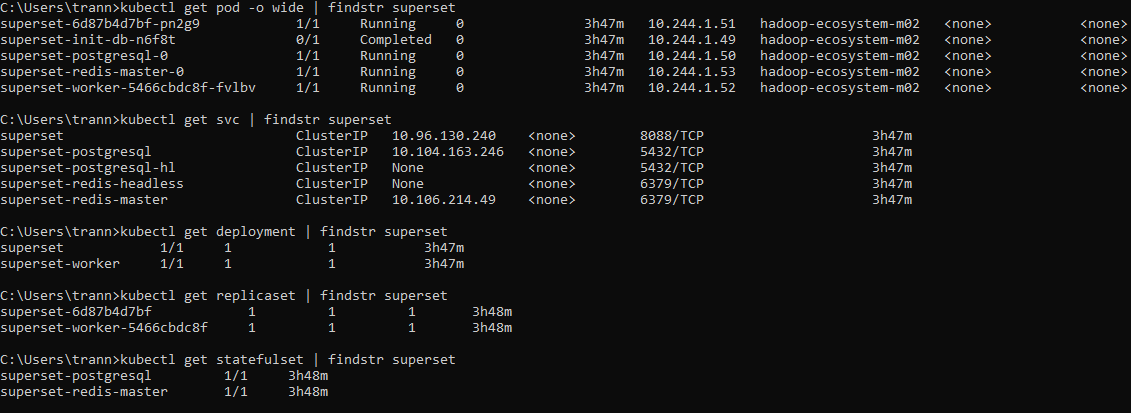 C:\Users\trann>kubectl get pod -o wide | findstr superset
superset-6d87b4d7bf-pn2g9 1/1 Running 0 3h47m 10.244.1.51 hadoop-ecosystem-m02 <none> <none>
superset-init-db-n6f8t 0/1 Completed 0 3h47m 10.244.1.49 hadoop-ecosystem-m02 <none> <none>
superset-postgresql-0 1/1 Running 0 3h47m 10.244.1.50 hadoop-ecosystem-m02 <none> <none>
superset-redis-master-0 1/1 Running 0 3h47m 10.244.1.53 hadoop-ecosystem-m02 <none> <none>
superset-worker-5466cbdc8f-fvlbv 1/1 Running 0 3h47m 10.244.1.52 hadoop-ecosystem-m02 <none> <none>
C:\Users\trann>kubectl get svc | findstr superset
superset ClusterIP 10.96.130.240 <none> 8088/TCP 3h47m
superset-postgresql ClusterIP 10.104.163.246 <none> 5432/TCP 3h47m
superset-postgresql-hl ClusterIP None <none> 5432/TCP 3h47m
superset-redis-headless ClusterIP None <none> 6379/TCP 3h47m
superset-redis-master ClusterIP 10.106.214.49 <none> 6379/TCP 3h47m
C:\Users\trann>kubectl get deployment | findstr superset
superset 1/1 1 1 3h47m
superset-worker 1/1 1 1 3h47m
C:\Users\trann>kubectl get replicaset | findstr superset
superset-6d87b4d7bf 1 1 1 3h48m
superset-worker-5466cbdc8f 1 1 1 3h48m
C:\Users\trann>kubectl get statefulset | findstr superset
superset-postgresql 1/1 3h48m
superset-redis-master 1/1 3h48m